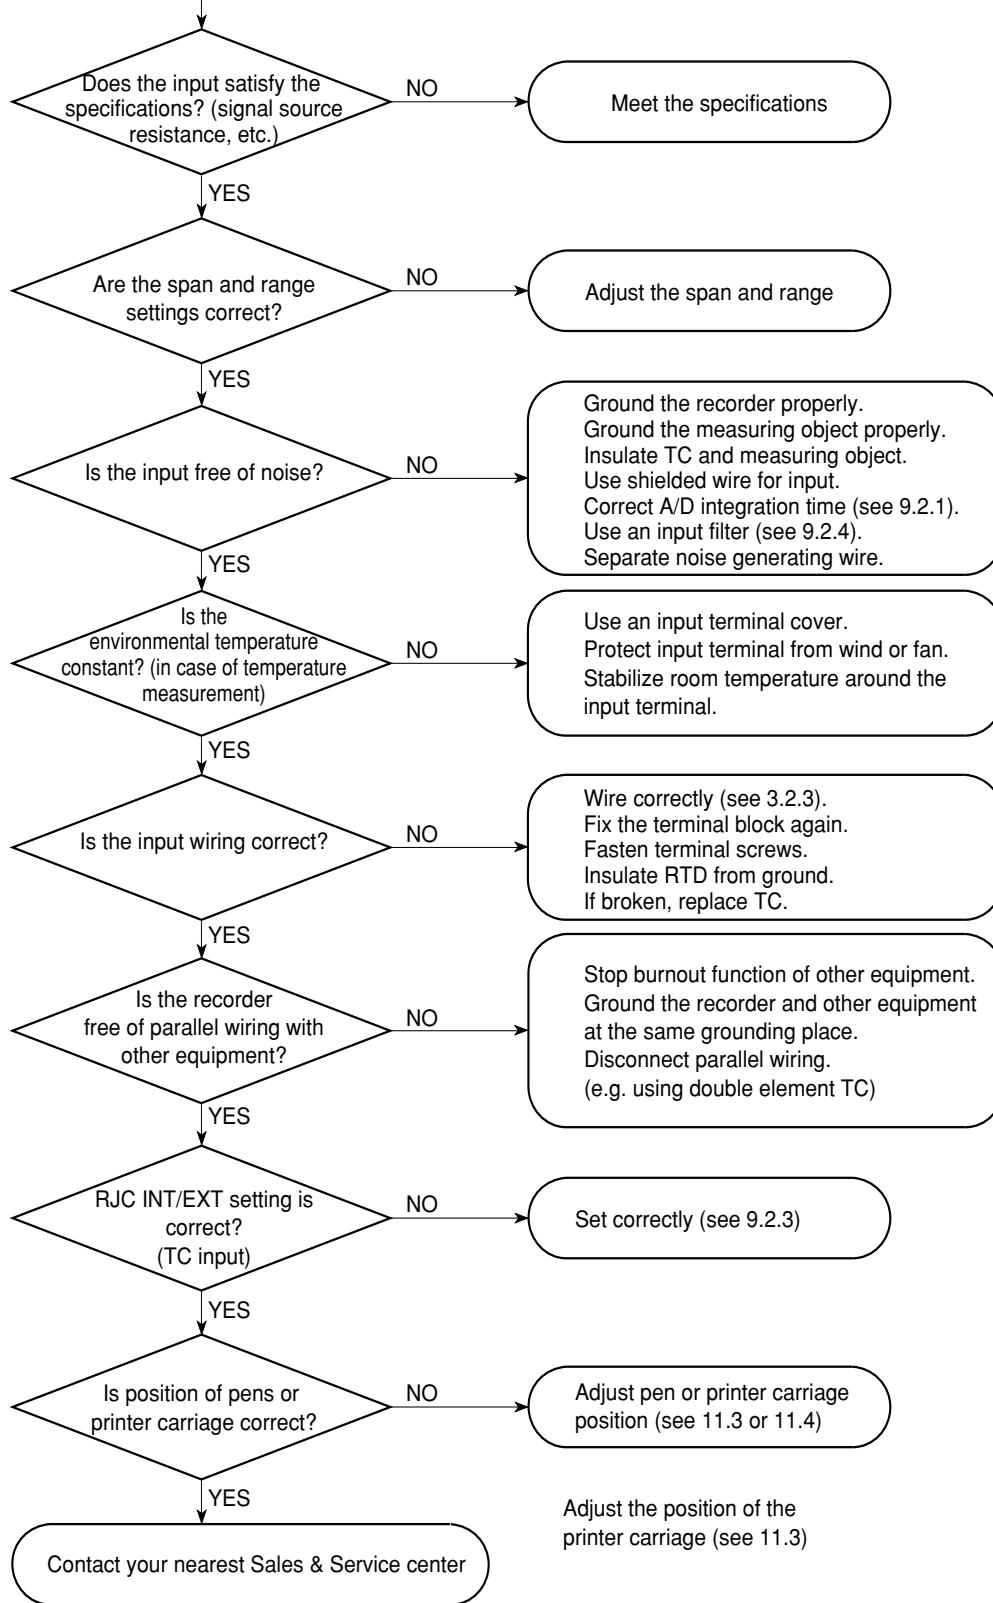 Does the input satisfy the
specifications? (signal source
resistance, etc.)
NO
Meet the specifications
YES
Are the span and range
settings correct?
NO
Adjust the span and range
YES
Is the input free of noise?
NO
Ground the recorder properly.
Ground the measuring object properly.
Insulate TC and measuring object.
Use shielded wire for input.
Correct A/D integration time (see 9.2.1).
Use an input filter (see 9.2.4).
Separate noise generating wire.
YES
Is the
environmental temperature
constant? (in case of temperature
measurement)
NO
Use an input terminal cover.
Protect input terminal from wind or fan.
Stabilize room temperature around the
input terminal.
YES
Is the input wiring correct?
NO
Wire correctly (see 3.2.3).
Fix the terminal block again.
Fasten terminal screws.
Insulate RTD from ground.
If broken, replace TC.
YES
Is the recorder
free of parallel wiring with
other equipment?
NO
Stop burnout function of other equipment.
Ground the recorder and other equipment
at the same grounding place.
Disconnect parallel wiring.
(e.g. using double element TC)
YES
RJC INT/EXT setting is
correct?
(TC input)
NO
Set correctly (see 9.2.3)
YES
Is position of pens or
printer carriage correct?
NO
Adjust pen or printer carriage
position (see 11.3 or 11.4)
YES
Adjust the position of the
printer carriage (see 11.3)
Contact your nearest Sales & Service center